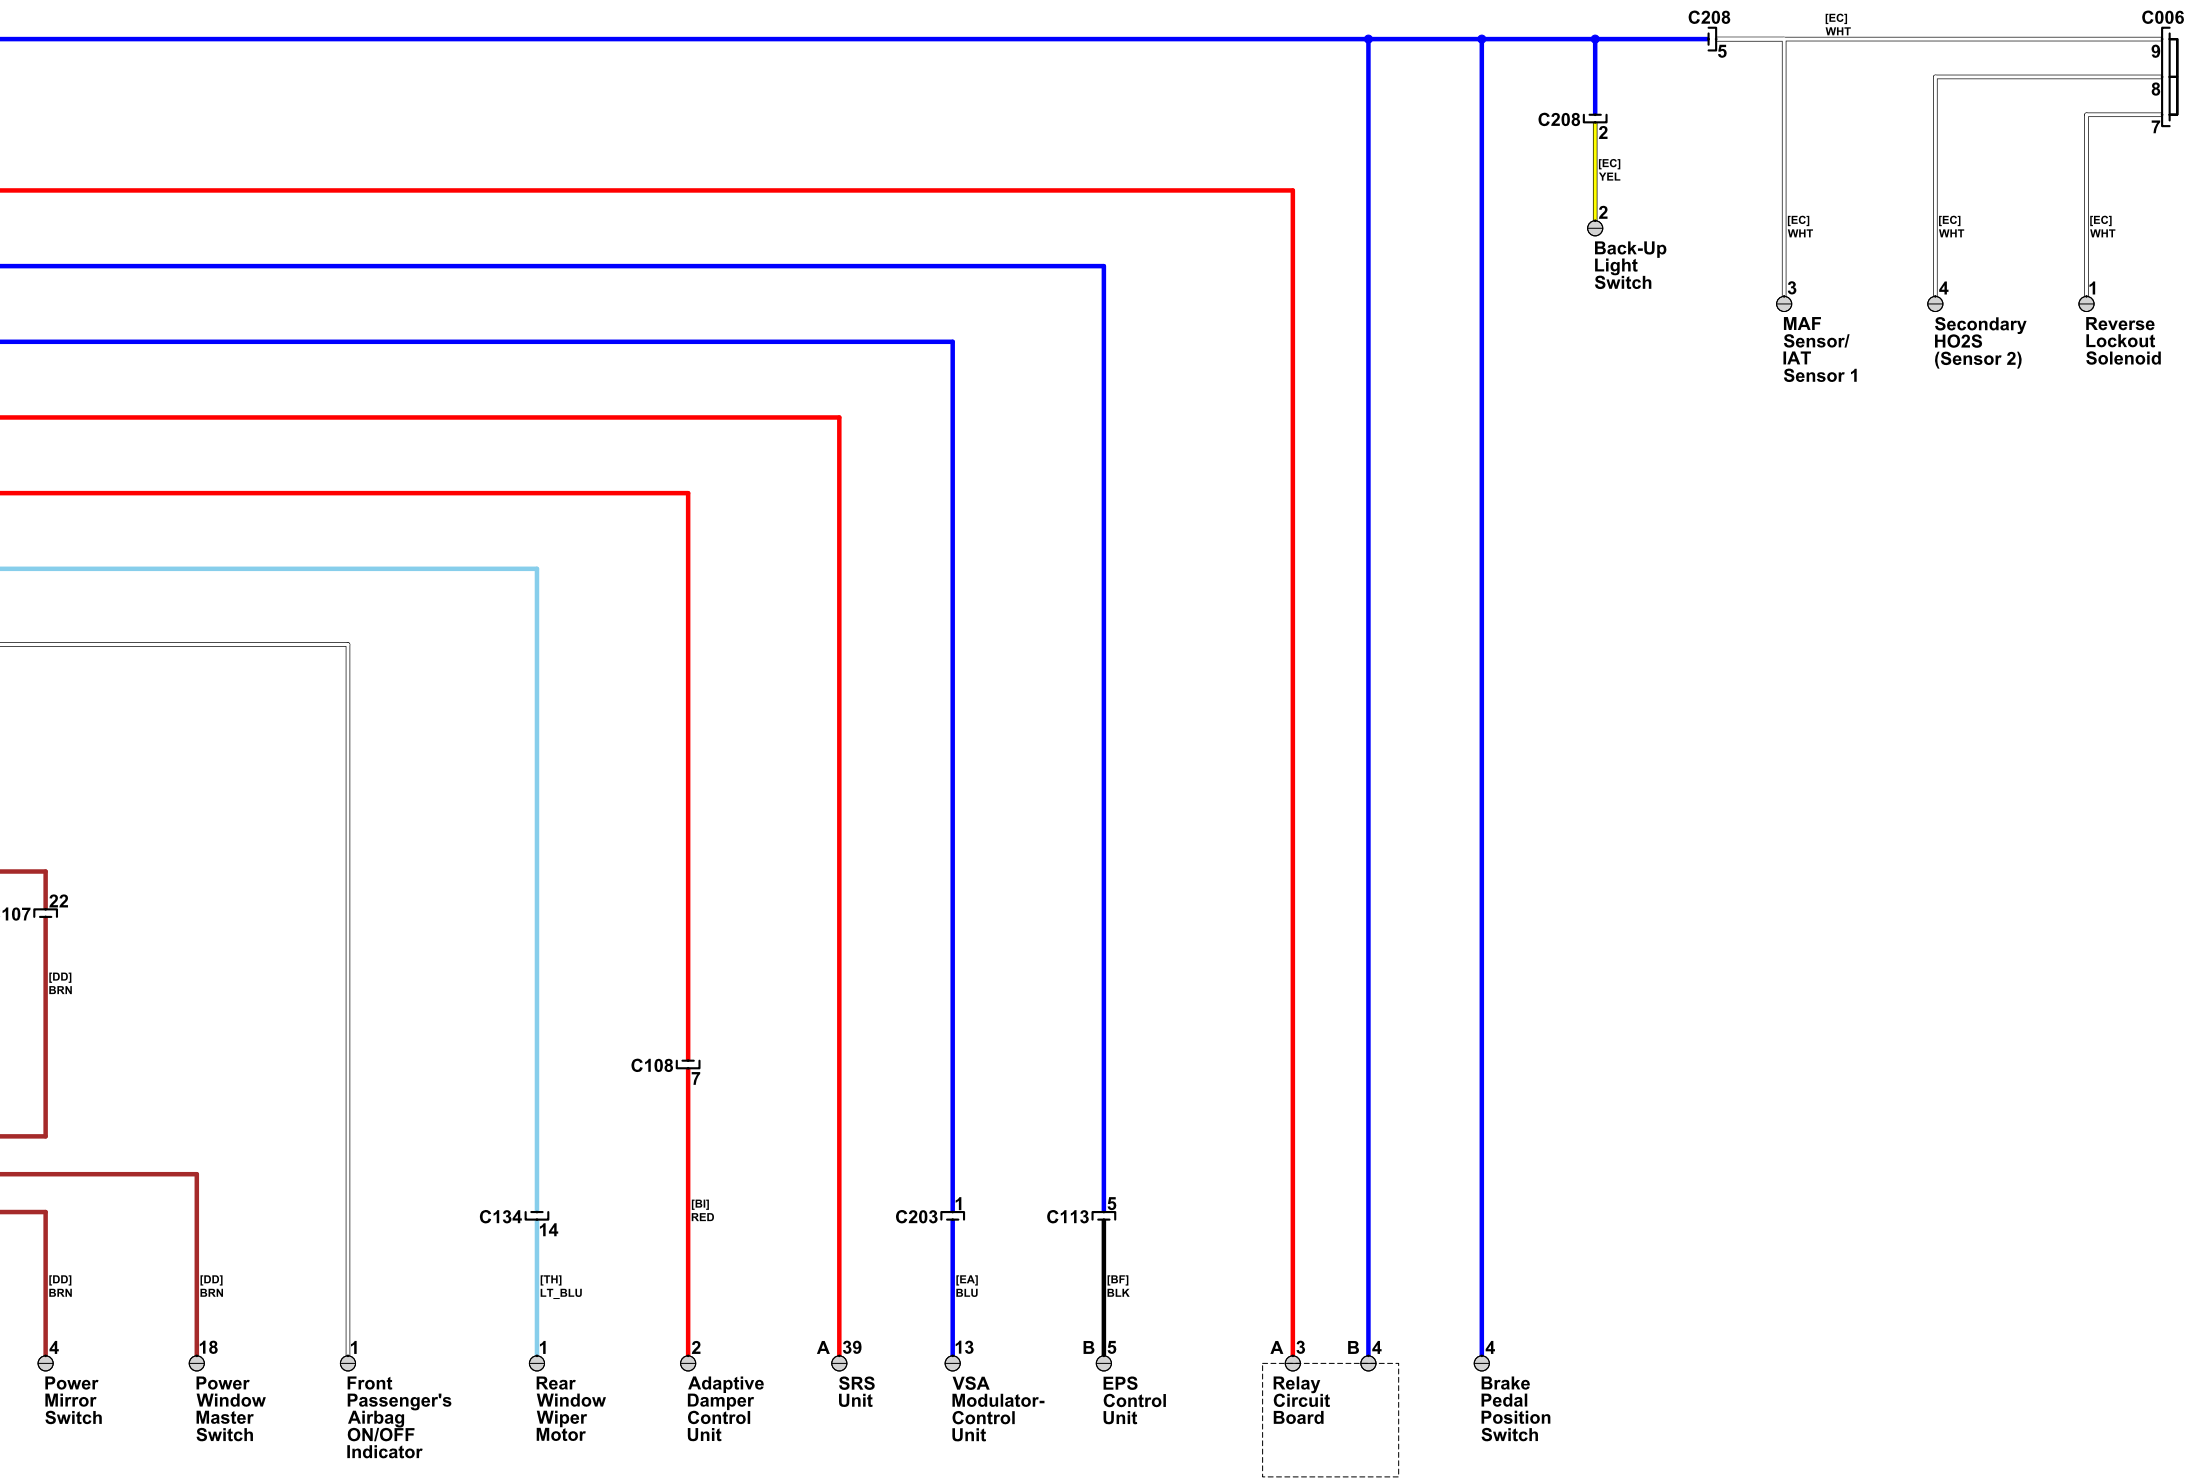 C208
[EC]
WHT
C006
5
9
8
7
C208
2
[EC]
YEL
2
Back-Up
Light
Switch
[EC]
WHT
3
MAF
Sensor/
IAT
Sensor 1
[EC]
WHT
4
Secondary
HO2S
(Sensor 2)
[EC]
WHT
1
Reverse
Lockout
Solenoid
22
107
[DD]
BRN
C108
7
[BI]
RED
C134
14
[TH]
LT_BLU
1
C203
[EA]
BLU
5
C113
[BF]
BLK
[DD]
BRN
[DD]
BRN
4
Power
Mirror
Switch
18
Power
Window
Master
Switch
1
Front
Passenger's
Airbag
ON/OFF
Indicator
1
Rear
Window
Wiper
Motor
2
Adaptive
Damper
Control
Unit
A 39
SRS
Unit
13
VSA
Modulator-
Control
Unit
B 5
EPS
Control
Unit
A 3
B 4
Relay
Circuit
Board
4
Brake
Pedal
Position
Switch